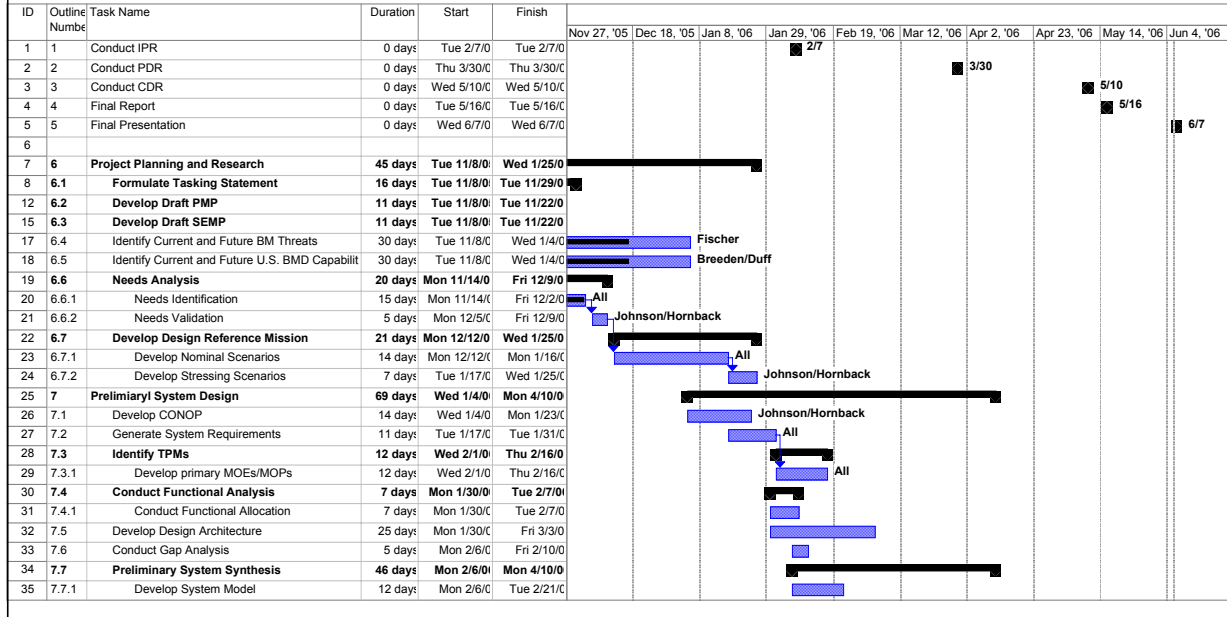 ID Outline Numbe Task Name Duration Start Finish
Nov 27, '05 Dec 18, '05 Jan 8, '06 Jan 29, '06 Feb 19, '06 Mar 12, '06 Apr 2, '06 Apr 23, '06 May 14, '06 Jun 4, '06
1 1 Conduct IPR 0 days Tue 2/7/0 Tue 2/7/0 2/7
2 2 Conduct PDR 0 days Thu 3/30/0 Thu 3/30/0 3/30
3 3 Conduct CDR 0 days Wed 5/10/0 Wed 5/10/0 5/10
4 4 Final Report 0 days Tue 5/16/0 Tue 5/16/0 5/16
5 5 Final Presentation 0 days Wed 6/7/0 Wed 6/7/0 6/7
6
7 6 Project Planning and Research 45 days Tue 11/8/0 Wed 1/25/0
8 6.1 Formulate Tasking Statement 16 days Tue 11/8/0 Tue 11/29/0
12 6.2 Develop Draft PMP 11 days Tue 11/8/0 Tue 11/22/0
15 6.3 Develop Draft SEMP 11 days Tue 11/8/0 Tue 11/22/0
17 6.4 Identify Current and Future BM Threats 30 days Tue 11/8/0 Wed 1/4/0 Fischer
18 6.5 Identify Current and Future U.S. BMD Capabilit 30 days Tue 11/8/0 Wed 1/4/0 Breeden/Duff
19 6.6 Needs Analysis 20 days Mon 11/14/0 Fri 12/9/0
20 6.6.1 Needs Identification 15 days Mon 11/14/0 Fri 12/2/0 All
21 6.6.2 Needs Validation 5 days Mon 12/5/0 Fri 12/9/0 Johnson/Hornback
22 6.7 Develop Design Reference Mission 21 days Mon 12/12/0 Wed 1/25/0
23 6.7.1 Develop Nominal Scenarios 14 days Mon 12/12/0 Mon 1/16/0 All
24 6.7.2 Develop Stressing Scenarios 7 days Tue 1/17/0 Wed 1/25/0 Johnson/Hornback
25 7 Prelimiaryl System Design 69 days Wed 1/4/0 Mon 4/10/0
26 7.1 Develop CONOP 14 days Wed 1/4/0 Mon 1/23/0 Johnson/Hornback
27 7.2 Generate System Requirements 11 days Tue 1/17/0 Tue 1/31/0 All
28 7.3 Identify TPMs 12 days Wed 2/1/0 Thu 2/16/0
29 7.3.1 Develop primary MOEs/MOPs 12 days Wed 2/1/0 Thu 2/16/0 All
30 7.4 Conduct Functional Analysis 7 days Mon 1/30/0 Tue 2/7/0
31 7.4.1 Conduct Functional Allocation 7 days Mon 1/30/0 Tue 2/7/0
32 7.5 Develop Design Architecture 25 days Mon 1/30/0 Fri 3/3/0
33 7.6 Conduct Gap Analysis 5 days Mon 2/6/0 Fri 2/10/0
34 7.7 Preliminary System Synthesis 46 days Mon 2/6/0 Mon 4/10/0
35 7.7.1 Develop System Model 12 days Mon 2/6/0 Tue 2/21/0